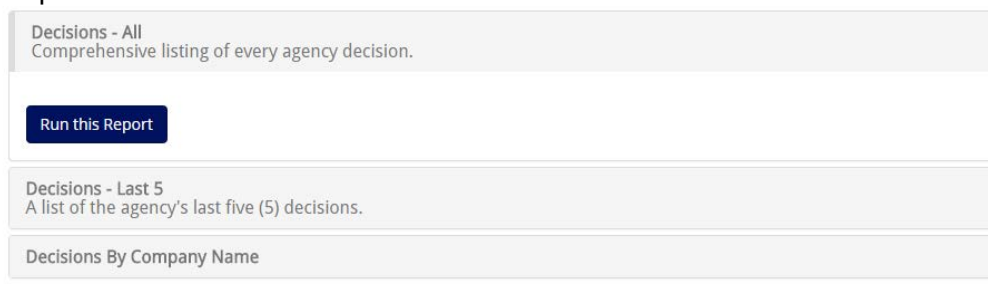 Decisions - All
Comprehensive listing of every agency decision.
Run this Report
Decisions - Last 5
A list of the agency's last five (5) decisions.
Decisions By Company Name